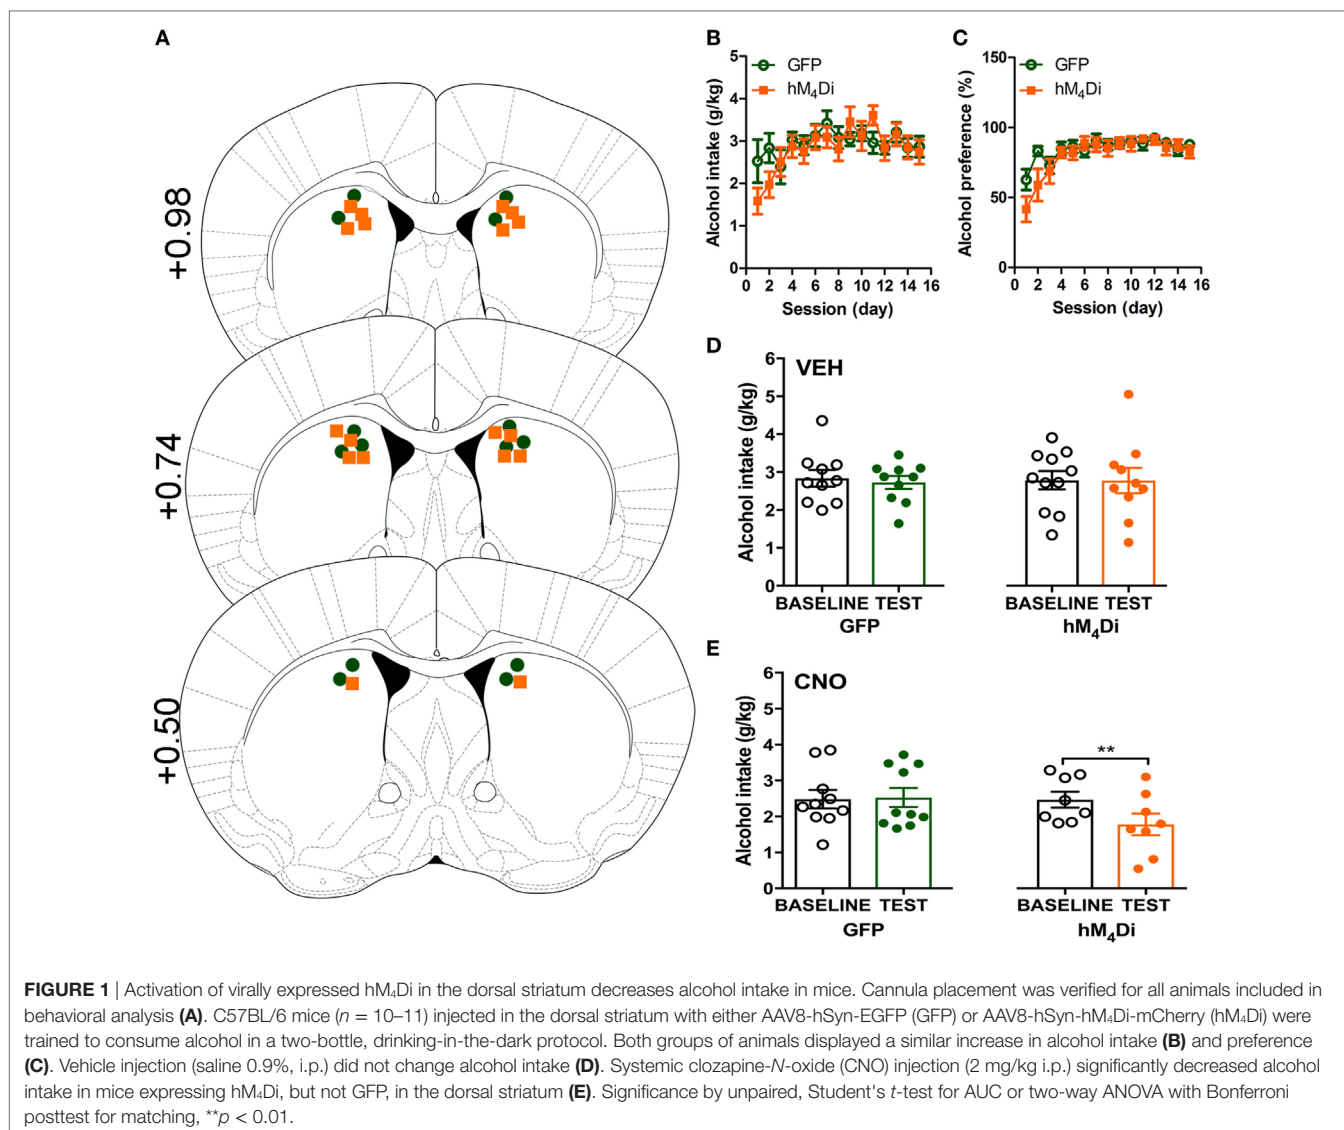 A
+0.98
+0.74
+0.50
B
5
4
3
2
1
0
Alcohol intake (g/kg)
GFP
hM₄Di
0 2 4 6 8 10 12 14 16
Session (day)
C
150
100
50
0
Alcohol preference (%)
GFP
hM₄Di
0 2 4 6 8 10 12 14 16
Session (day)
D
VEH
6
5
4
3
2
1
0
Alcohol intake (g/kg)
BASELINE TEST
GFP
BASELINE TEST
hM₄Di
E
CNO
6
5
4
3
2
1
0
Alcohol intake (g/kg)
**
BASELINE TEST
GFP
BASELINE TEST
hM₄Di
FIGURE 1 | Activation of virally expressed hM₄Di in the dorsal striatum decreases alcohol intake in mice. Cannula placement was verified for all animals included in
behavioral analysis (A). C57BL/6 mice (n = 10–11) injected in the dorsal striatum with either AAV8-hSyn-EGFP (GFP) or AAV8-hSyn-hM₄Di-mCherry (hM₄Di) were
trained to consume alcohol in a two-bottle, drinking-in-the-dark protocol. Both groups of animals displayed a similar increase in alcohol intake (B) and preference
(C). Vehicle injection (saline 0.9%, i.p.) did not change alcohol intake (D). Systemic clozapine-N-oxide (CNO) injection (2 mg/kg i.p.) significantly decreased alcohol
intake in mice expressing hM₄Di, but not GFP, in the dorsal striatum (E). Significance by unpaired, Student's t-test for AUC or two-way ANOVA with Bonferroni
posttest for matching, **p < 0.01.